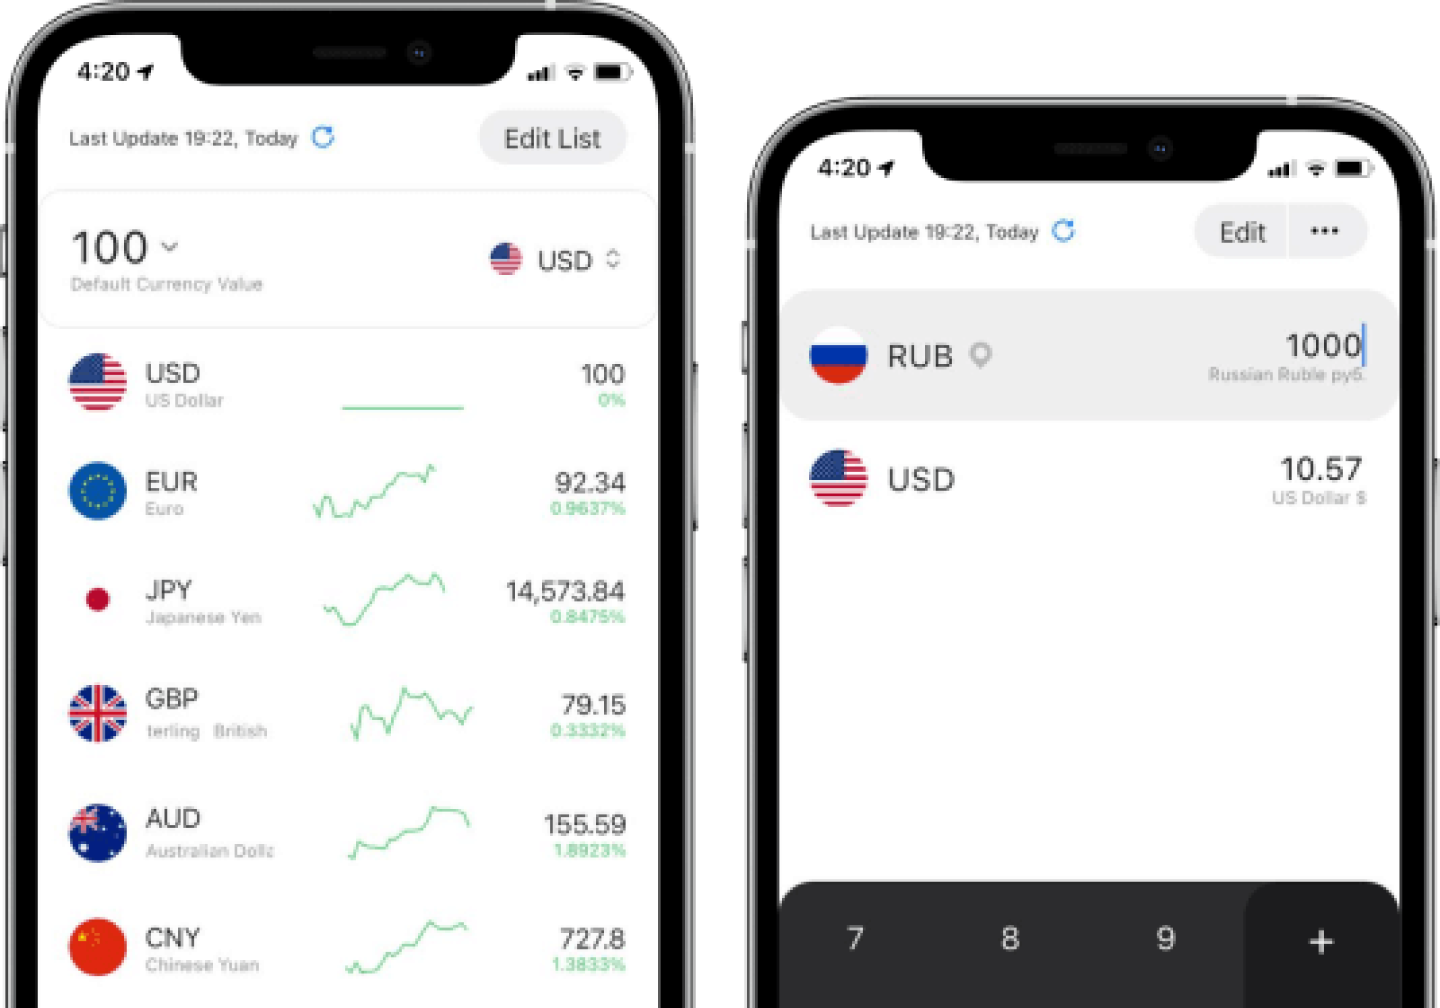 4:20
Last Update 19:22, Today
Edit List
100
Default Currency Value
USD
USD
US Dollar
100
0%
EUR
Euro
92.34
0.9637%
JPY
Japanese Yen
14,573.84
0.8475%
GBP
terling British
79.15
0.3332%
AUD
Australian Dolla
155.59
1.8923%
CNY
Chinese Yuan
727.8
1.3833%
4:20
Last Update 19:22, Today
Edit
•••
RUB
1000
Russian Ruble руб.
USD
10.57
US Dollar $
7 8 9 +